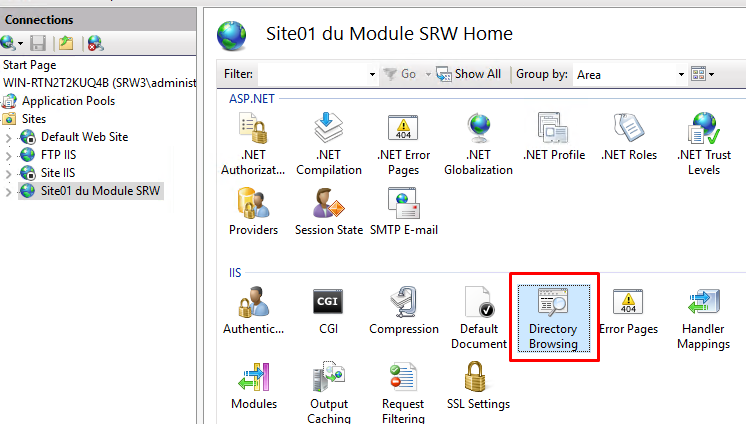 Connections
Start Page
WIN-RTN2T2KUQ4B (SRW3\administ
Application Pools
Sites
Default Web Site
FTP IIS
Site IIS
Site01 du Module SRW
Site01 du Module SRW Home
Filter: Go Show All Group by: Area
ASP.NET
.NET Authorizat...
.NET Compilation
.NET Error Pages
.NET Globalization
.NET Profile
.NET Roles
.NET Trust Levels
Providers
Session State
SMTP E-mail
IIS
Authentic...
CGI
Compression
Default Document
Directory Browsing
Error Pages
Handler Mappings
Modules
Output Caching
Request Filtering
SSL Settings